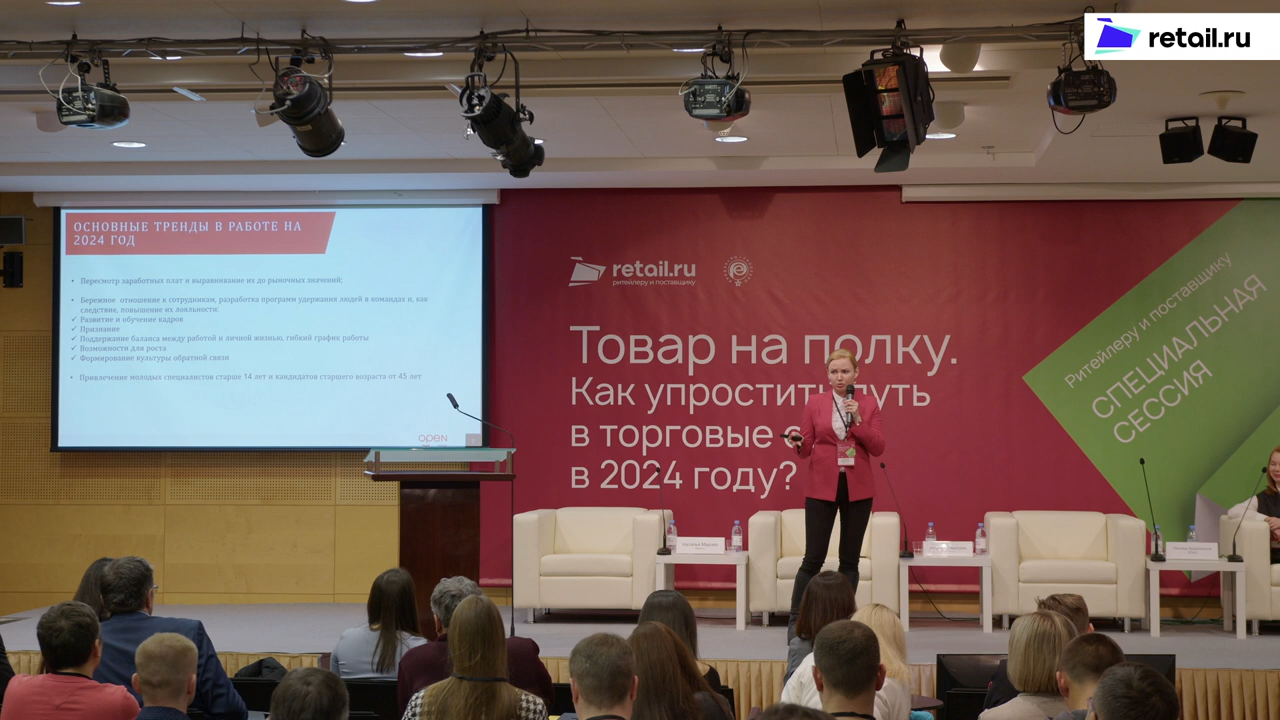 retail.ru
ОСНОВНЫЕ ТРЕНДЫ В РАБОТЕ НА
2024 ГОД
• Пересмотр заработных плат и выравнивание их до рыночных значений;
• Бережное отношение к сотрудникам, разработка программ удержания людей в командах и, как
следствие, повышение их лояльности:
✓ Развитие и обучение кадров
✓ Признание
✓ Поддержание баланса между работой и личной жизнью, гибкий график работы
✓ Возможности для роста
✓ Формирование культуры обратной связи
• Привлечение молодых специалистов старше 14 лет и кандидатов старшего возраста от 45 лет
OPEN
retail.ru
ритейлеру и поставщику
Товар на полку.
Как упростить путь
в торговые
в 2024 году?
Ритейлеру и поставщику
СПЕЦИАЛЬНАЯ
СЕССИЯ